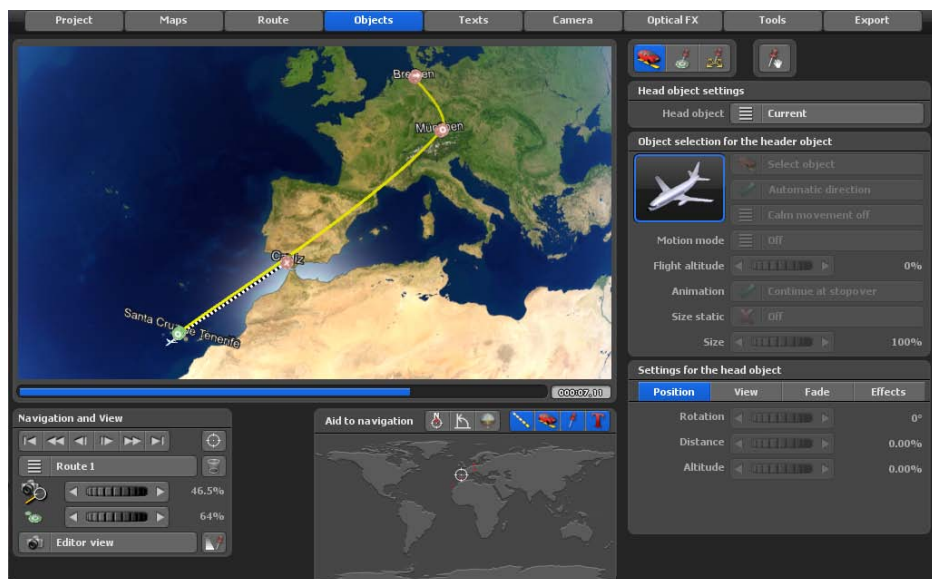 Project Maps Route Objects Texts Camera Optical FX Tools Export
Bremen
München
Cadiz
Santa Cruz de Tenerife
000:07,11
Head object settings
Head object Current
Object selection for the header object
Select object
Automatic direction
Calm movement off
Motion mode Off
Flight altitude 0%
Animation Continue at stopover
Size static Off
Size 100%
Settings for the head object
Position View Fade Effects
Rotation 0°
Distance 0.00%
Altitude 0.00%
Navigation and View
Route 1
46.5%
64%
Editor view
Aid to navigation
N